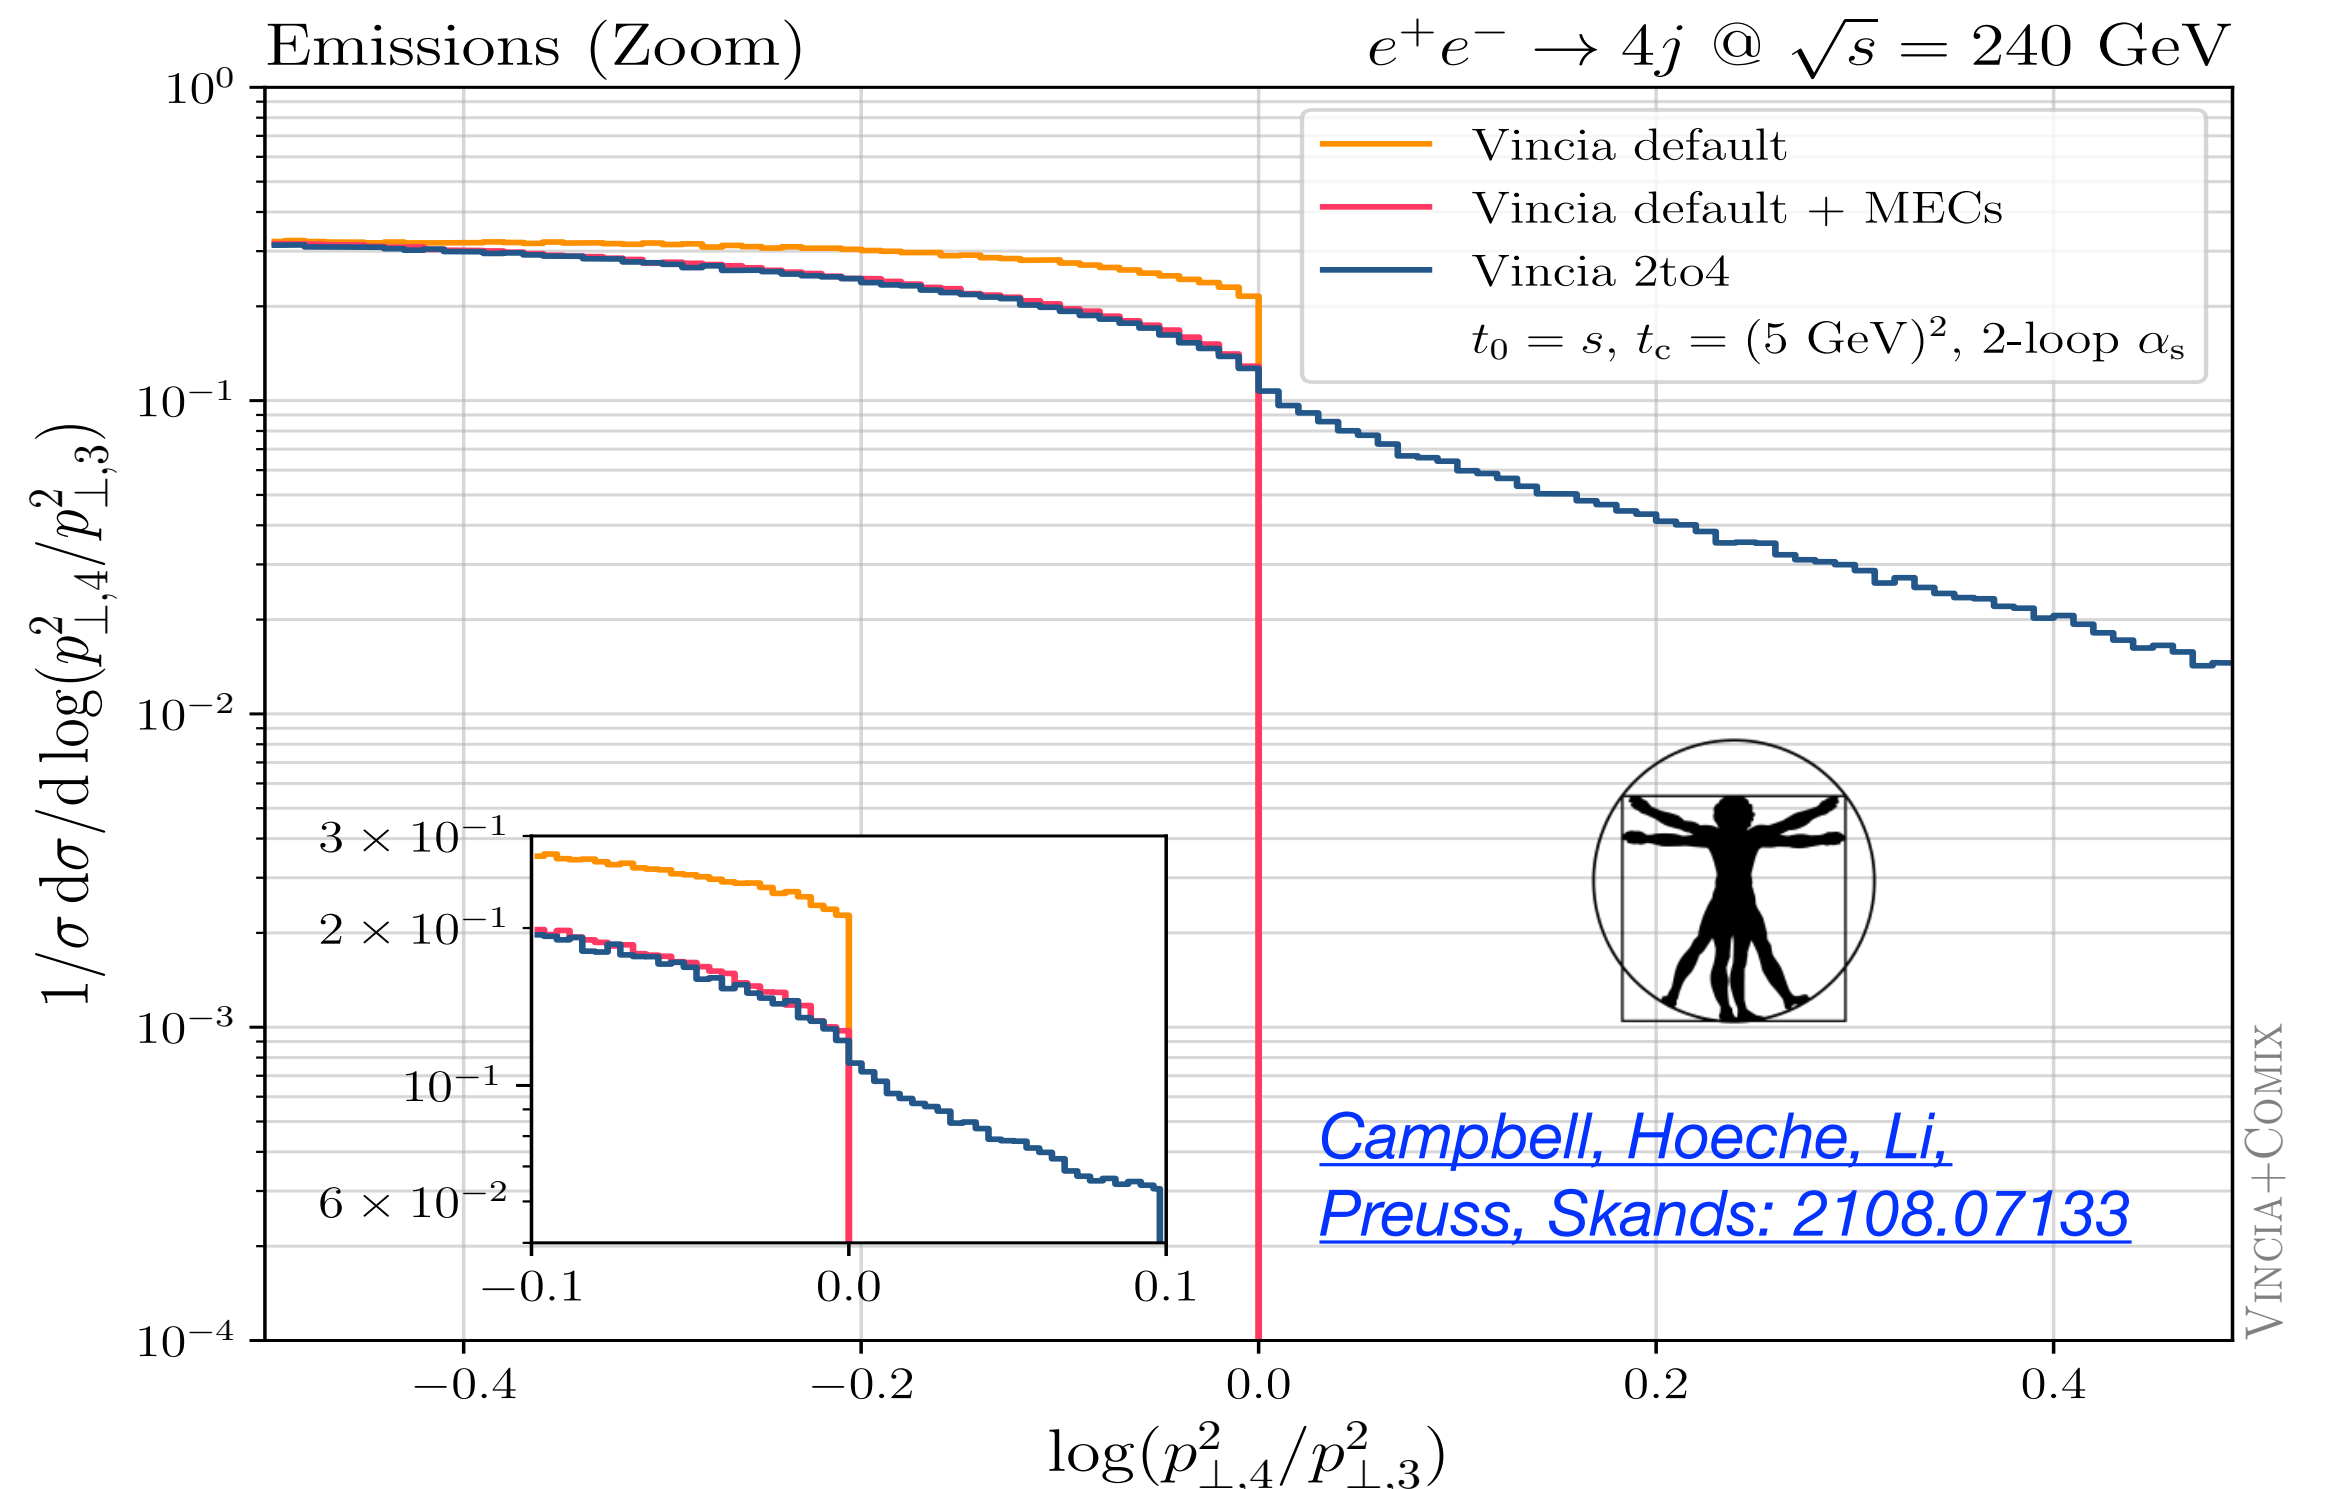 Emissions (Zoom)
e⁺e⁻ → 4j @ √s = 240 GeV
10⁰
10⁻¹
10⁻²
10⁻³
10⁻⁴
1/σ dσ/d log(p²⊥,4/p²⊥,3)
Vincia default
Vincia default + MECs
Vincia 2to4
t₀ = s, t_c = (5 GeV)², 2-loop α_s
3 × 10⁻¹
2 × 10⁻¹
10⁻¹
6 × 10⁻²
−0.1 0.0 0.1
Campbell, Hoeche, Li,
Preuss, Skands: 2108.07133
VINCIA+COMIX
−0.4 −0.2 0.0 0.2 0.4
log(p²⊥,4/p²⊥,3)